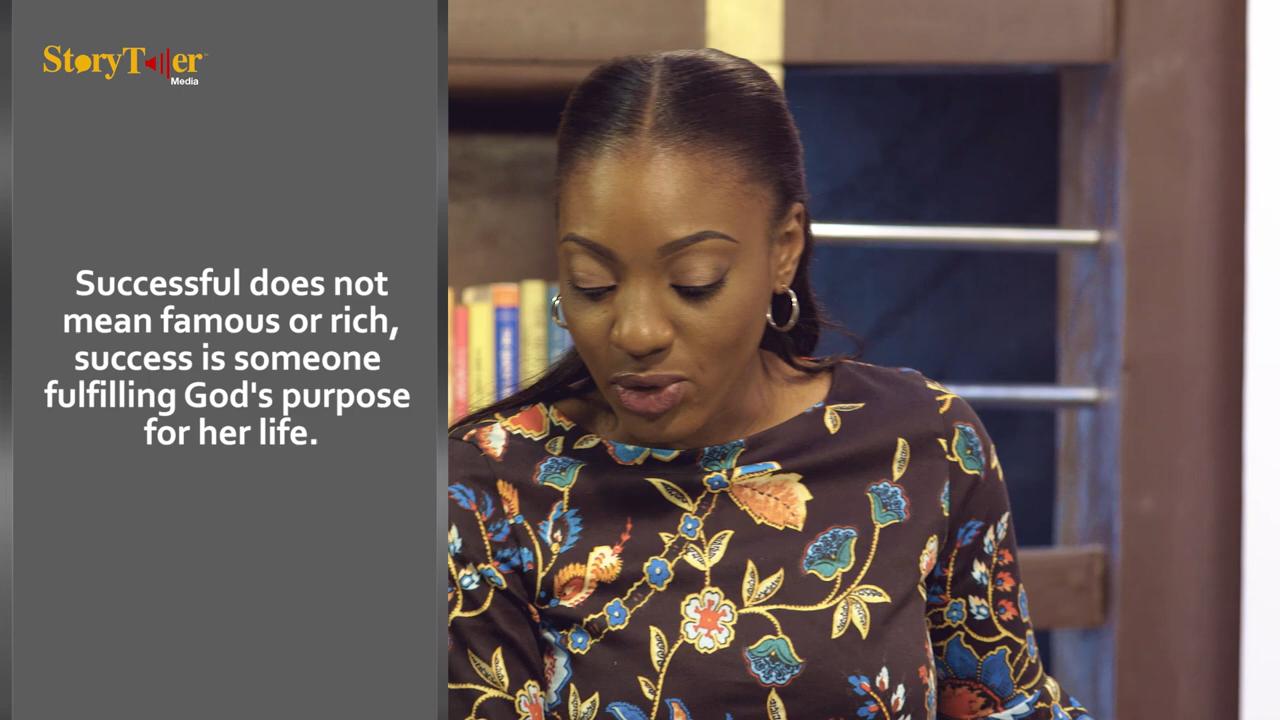 StoryTeller
Media
Successful does not
mean famous or rich,
success is someone
fulfilling God's purpose
for her life.